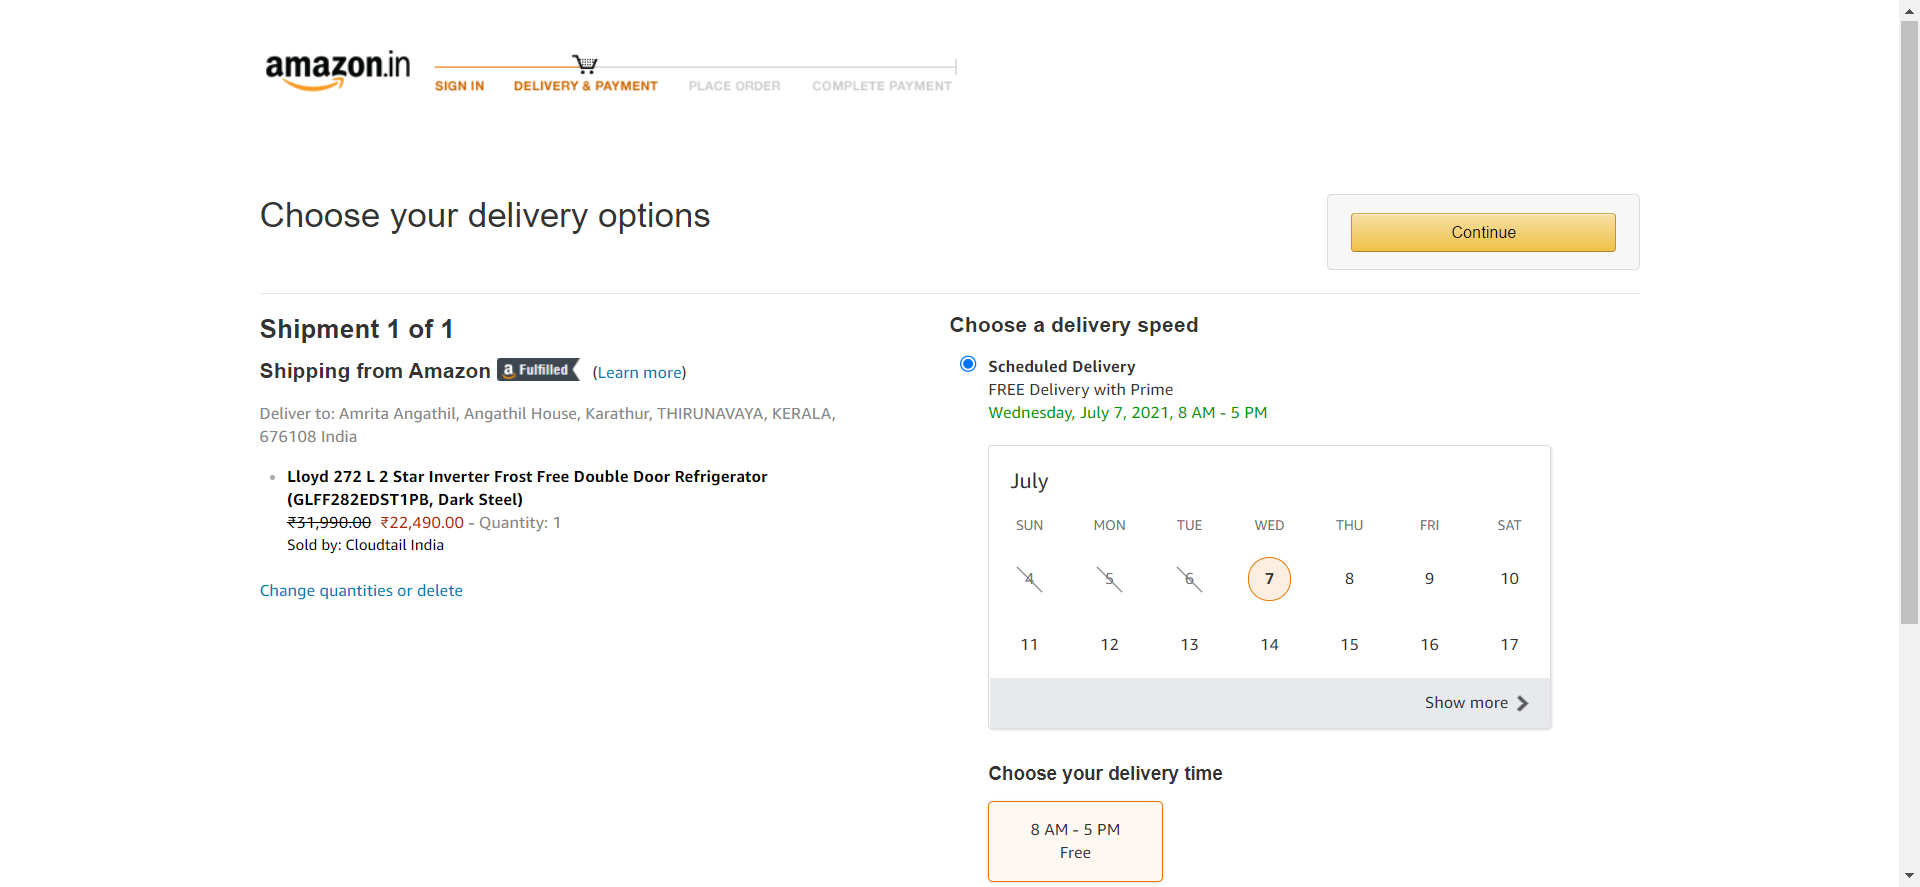 amazon.in
SIGN IN DELIVERY & PAYMENT PLACE ORDER COMPLETE PAYMENT
Choose your delivery options
Continue
Shipment 1 of 1
Shipping from Amazon a Fulfilled (Learn more)
Deliver to: Amrita Angathil, Angathil House, Karathur, THIRUNAVAYA, KERALA,
676108 India
Lloyd 272 L 2 Star Inverter Frost Free Double Door Refrigerator
(GLFF282EDST1PB, Dark Steel)
₹31,990.00 ₹22,490.00 - Quantity: 1
Sold by: Cloudtail India
Change quantities or delete
Choose a delivery speed
Scheduled Delivery
FREE Delivery with Prime
Wednesday, July 7, 2021, 8 AM - 5 PM
July
SUN MON TUE WED THU FRI SAT
4 5 6 7 8 9 10
11 12 13 14 15 16 17
Show more
Choose your delivery time
8 AM - 5 PM
Free